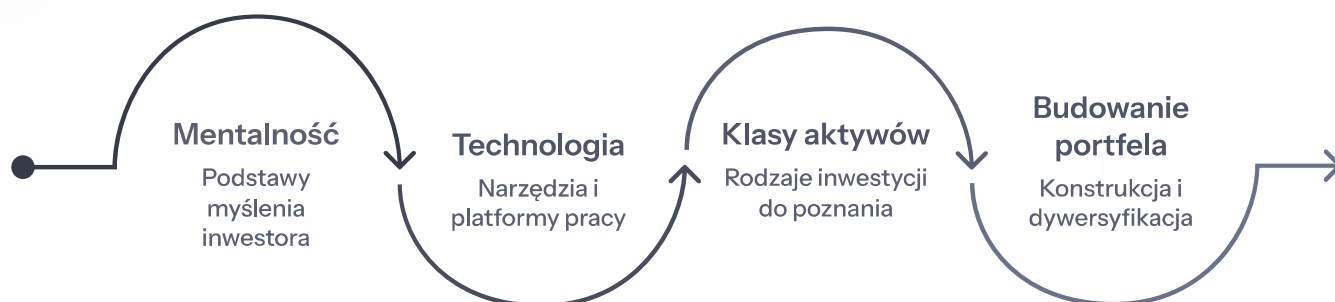 Mentalność
Podstawy
myślenia
inwestora
Technologia
Narzędzia i
platformy pracy
Klasy aktywów
Rodzaje inwestycji
do poznania
Budowanie
portfela
Konstrukcja i
dywersyfikacja